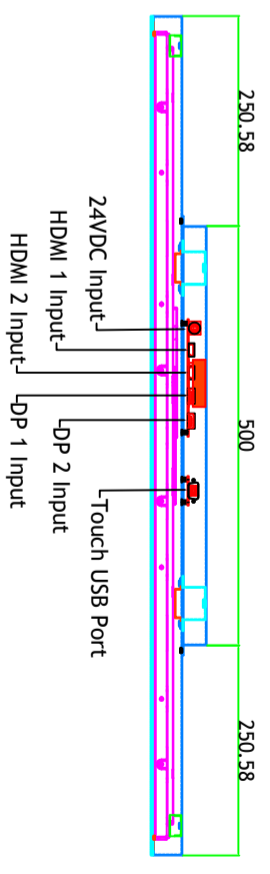 250.58
500
250.58
24VDC Input
HDMI 1 Input
HDMI 2 Input
DP 1 Input
DP 2 Input
Touch USB Port